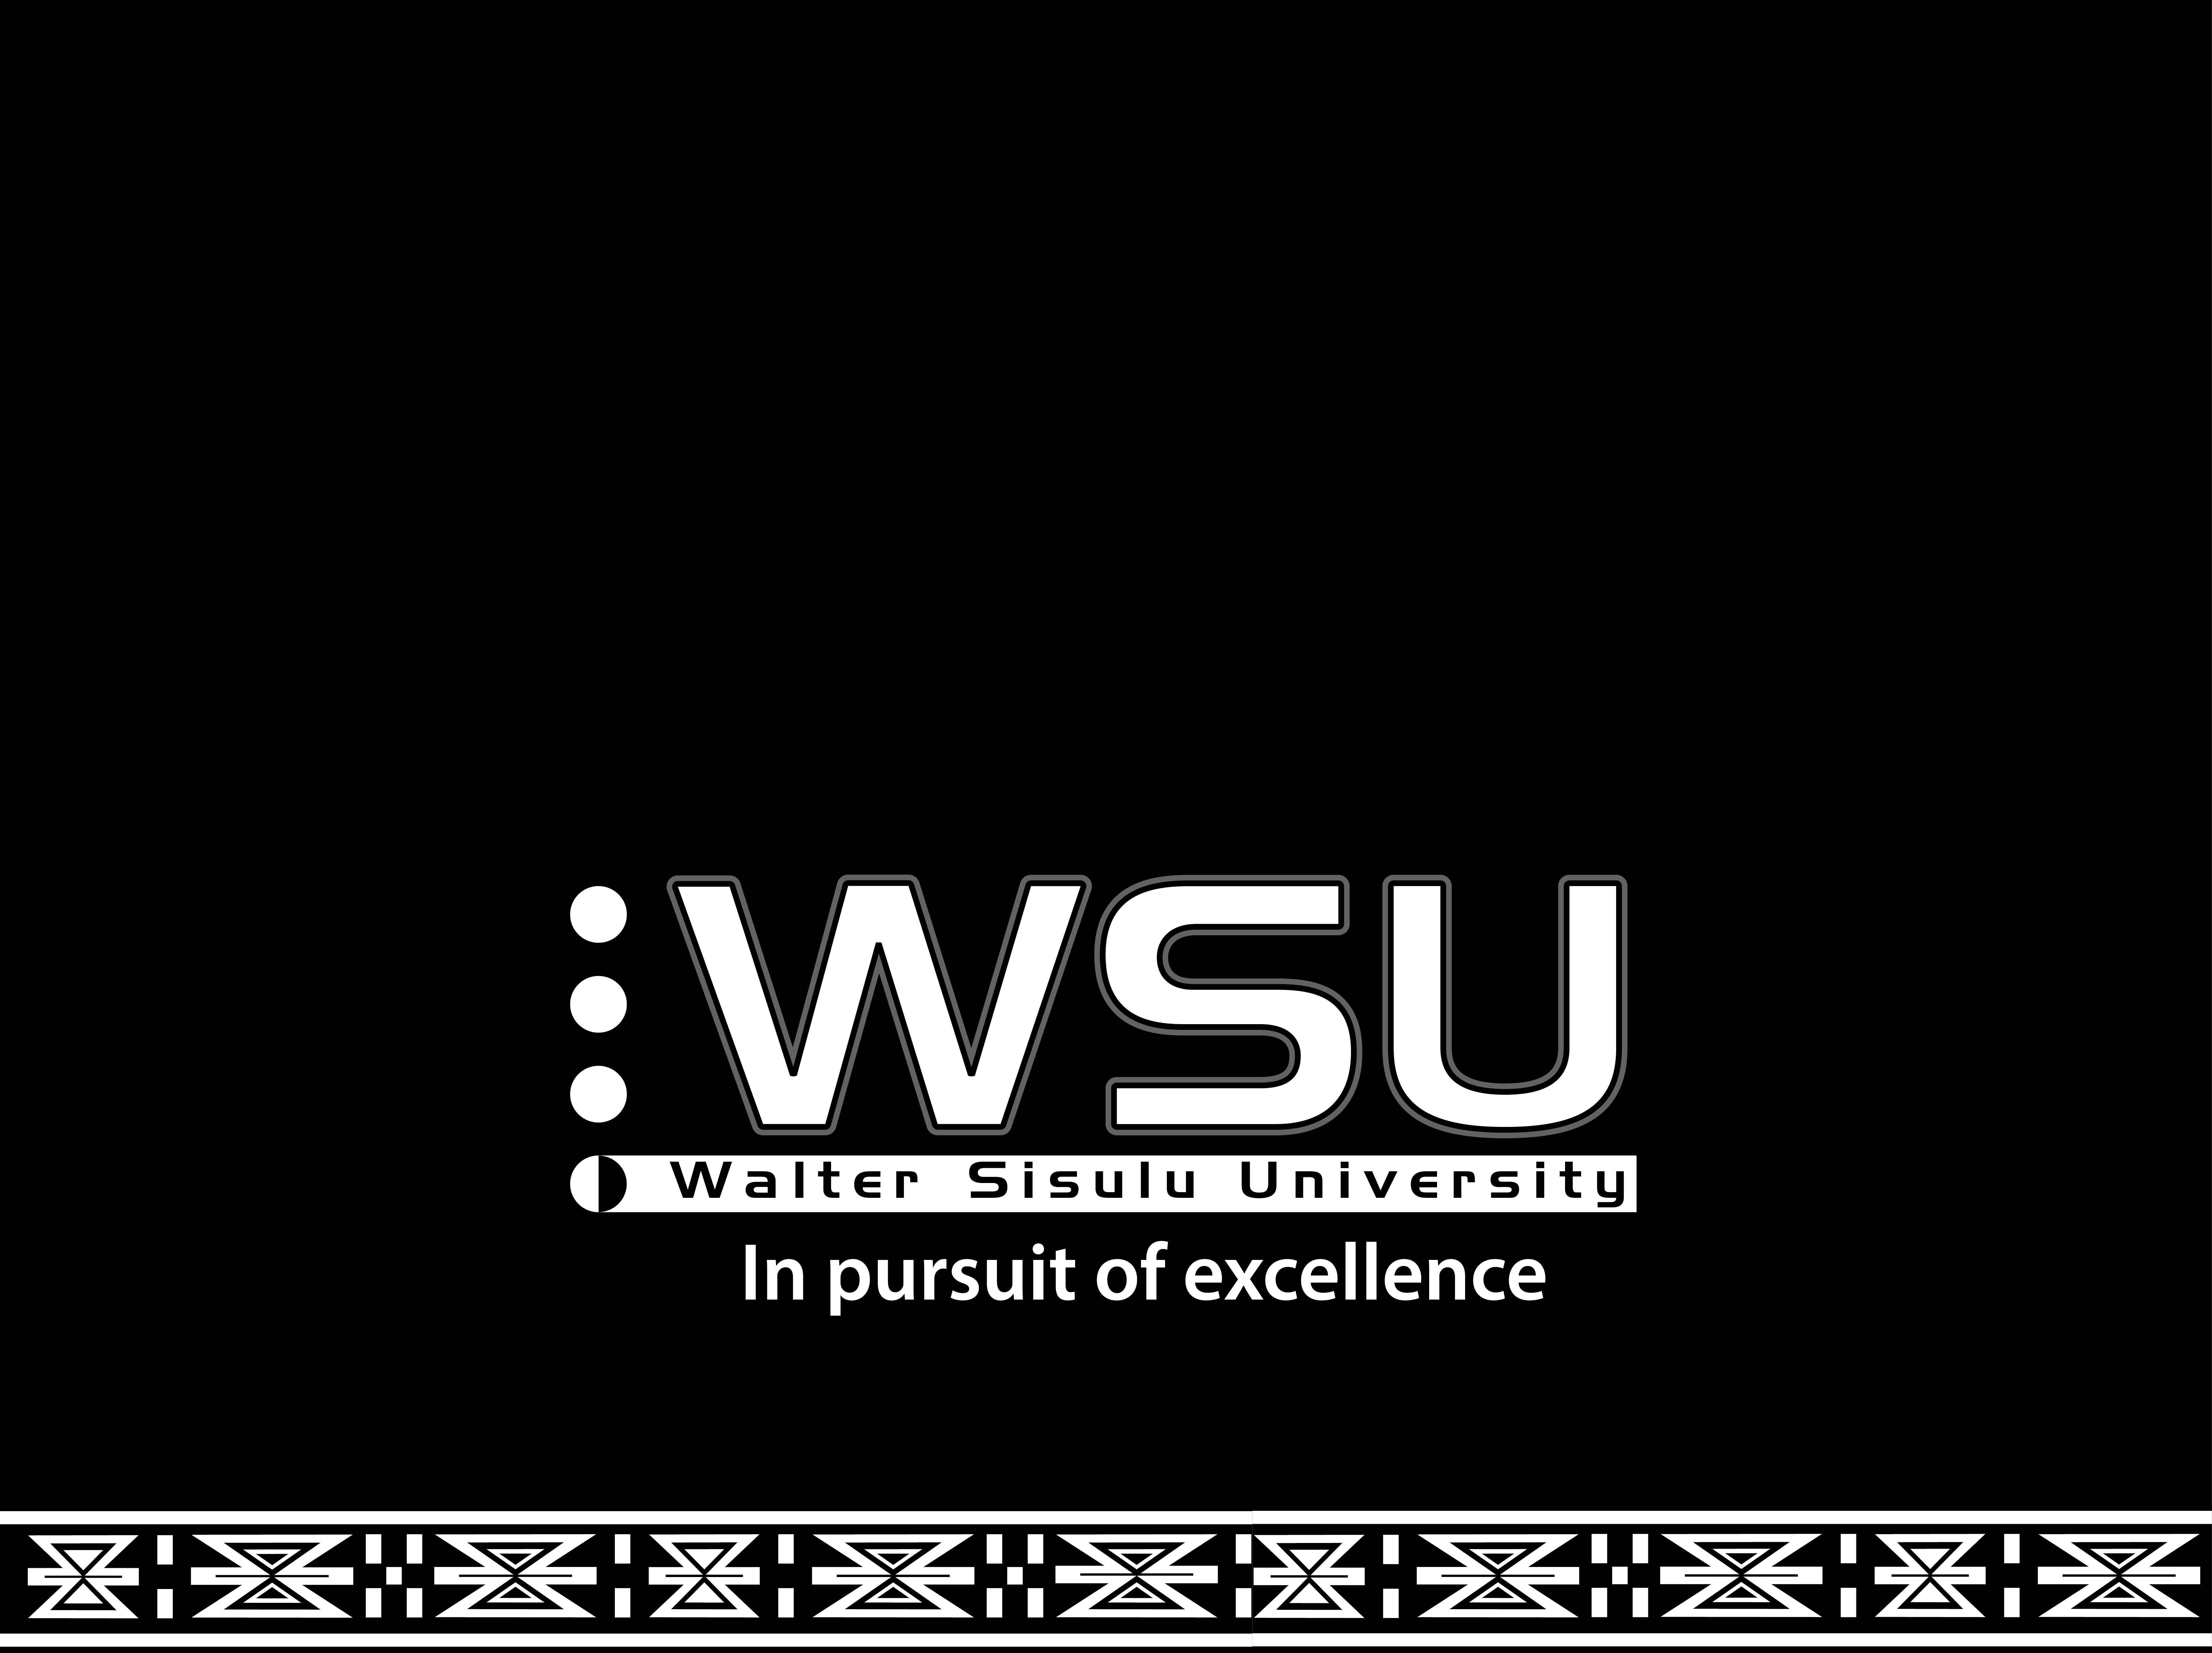 WSU
Walter Sisulu University
In pursuit of excellence